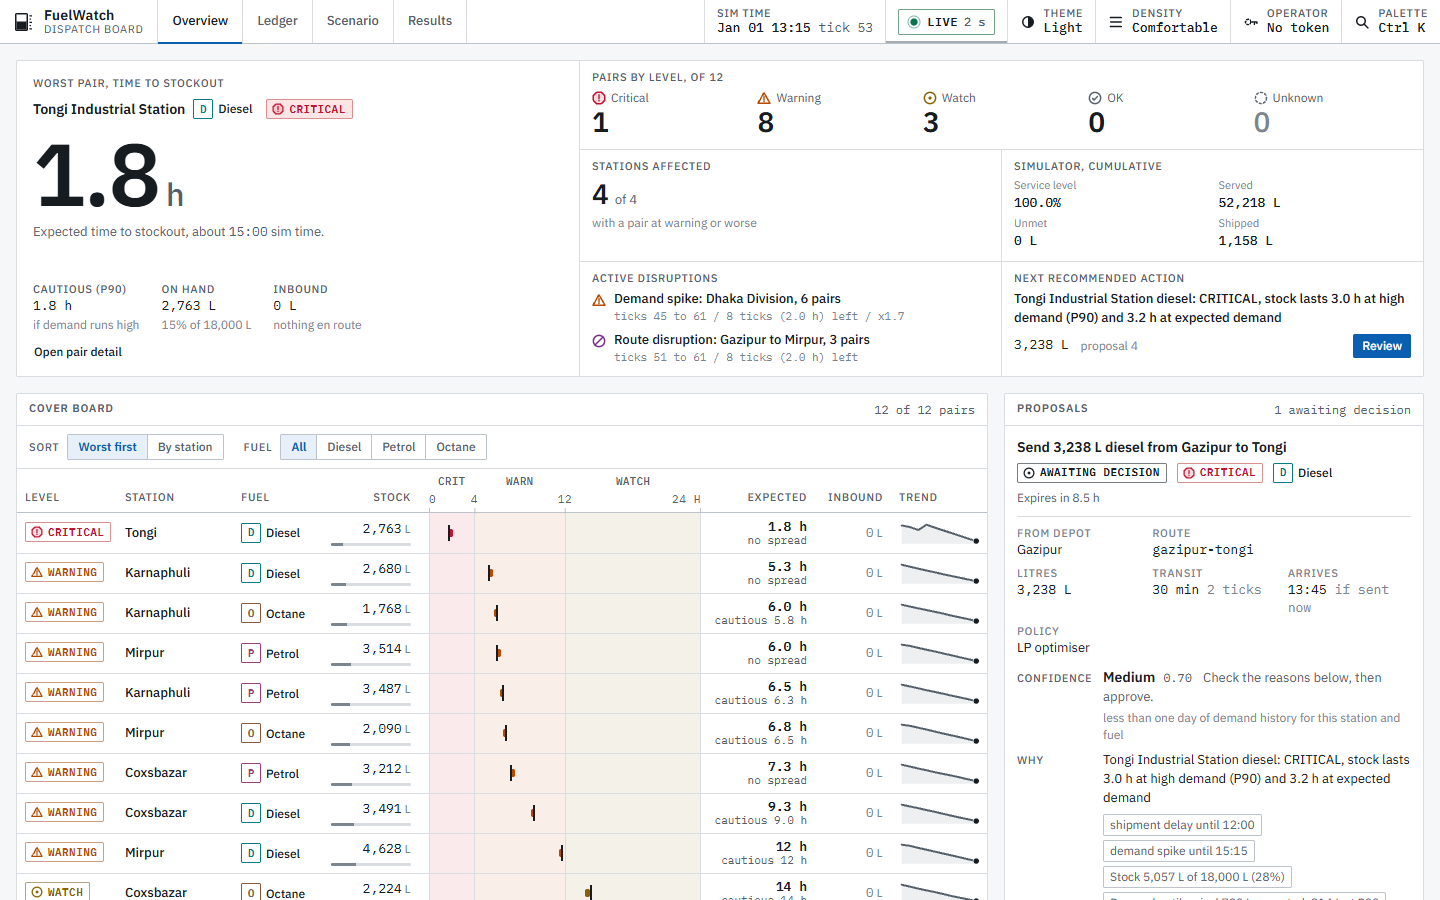 FuelWatch
DISPATCH BOARD
Overview
Ledger
Scenario
Results
SIM TIME
Jan 01 13:15 tick 53
LIVE 2 s
THEME
Light
DENSITY
Comfortable
OPERATOR
No token
PALETTE
Ctrl K
WORST PAIR, TIME TO STOCKOUT
Tongi Industrial Station D Diesel CRITICAL
1.8 h
Expected time to stockout, about 15:00 sim time.
CAUTIOUS (P90)
1.8 h
if demand runs high
ON HAND
2,763 L
15% of 18,000 L
INBOUND
0 L
nothing en route
Open pair detail
PAIRS BY LEVEL, OF 12
Critical
1
Warning
8
Watch
3
OK
0
Unknown
0
STATIONS AFFECTED
4 of 4
with a pair at warning or worse
SIMULATOR, CUMULATIVE
Service level
100.0%
Served
52,218 L
Unmet
0 L
Shipped
1,158 L
ACTIVE DISRUPTIONS
Demand spike: Dhaka Division, 6 pairs
ticks 45 to 61 / 8 ticks (2.0 h) left / x1.7
Route disruption: Gazipur to Mirpur, 3 pairs
ticks 51 to 61 / 8 ticks (2.0 h) left
NEXT RECOMMENDED ACTION
Tongi Industrial Station diesel: CRITICAL, stock lasts 3.0 h at high
demand (P90) and 3.2 h at expected demand
3,238 L proposal 4
Review
COVER BOARD
12 of 12 pairs
SORT Worst first By station FUEL All Diesel Petrol Octane
CRIT WARN WATCH
LEVEL STATION FUEL STOCK 0 4 12 24 H EXPECTED INBOUND TREND
CRITICAL Tongi D Diesel 2,763 L 1.8 h 0 L
no spread
WARNING Karnaphuli D Diesel 2,680 L 5.3 h 0 L
no spread
WARNING Karnaphuli O Octane 1,768 L 6.0 h 0 L
cautious 5.8 h
WARNING Mirpur P Petrol 3,514 L 6.0 h 0 L
no spread
WARNING Karnaphuli P Petrol 3,487 L 6.5 h 0 L
cautious 6.3 h
WARNING Mirpur O Octane 2,090 L 6.8 h 0 L
cautious 6.5 h
WARNING Coxsbazar P Petrol 3,212 L 7.3 h 0 L
no spread
WARNING Coxsbazar D Diesel 3,491 L 9.3 h 0 L
cautious 9.0 h
WARNING Mirpur D Diesel 4,628 L 12 h 0 L
cautious 12 h
WATCH Coxsbazar O Octane 2,224 L 14 h 0 L
PROPOSALS
1 awaiting decision
Send 3,238 L diesel from Gazipur to Tongi
AWAITING DECISION CRITICAL D Diesel
Expires in 8.5 h
FROM DEPOT
Gazipur
ROUTE
gazipur-tongi
LITRES
3,238 L
TRANSIT
30 min 2 ticks
ARRIVES
13:45 if sent
now
POLICY
LP optimiser
CONFIDENCE Medium 0.70 Check the reasons below, then
approve.
less than one day of demand history for this station and
fuel
WHY Tongi Industrial Station diesel: CRITICAL, stock lasts
3.0 h at high demand (P90) and 3.2 h at expected
demand
shipment delay until 12:00
demand spike until 15:15
Stock 5,057 L of 18,000 L (28%)